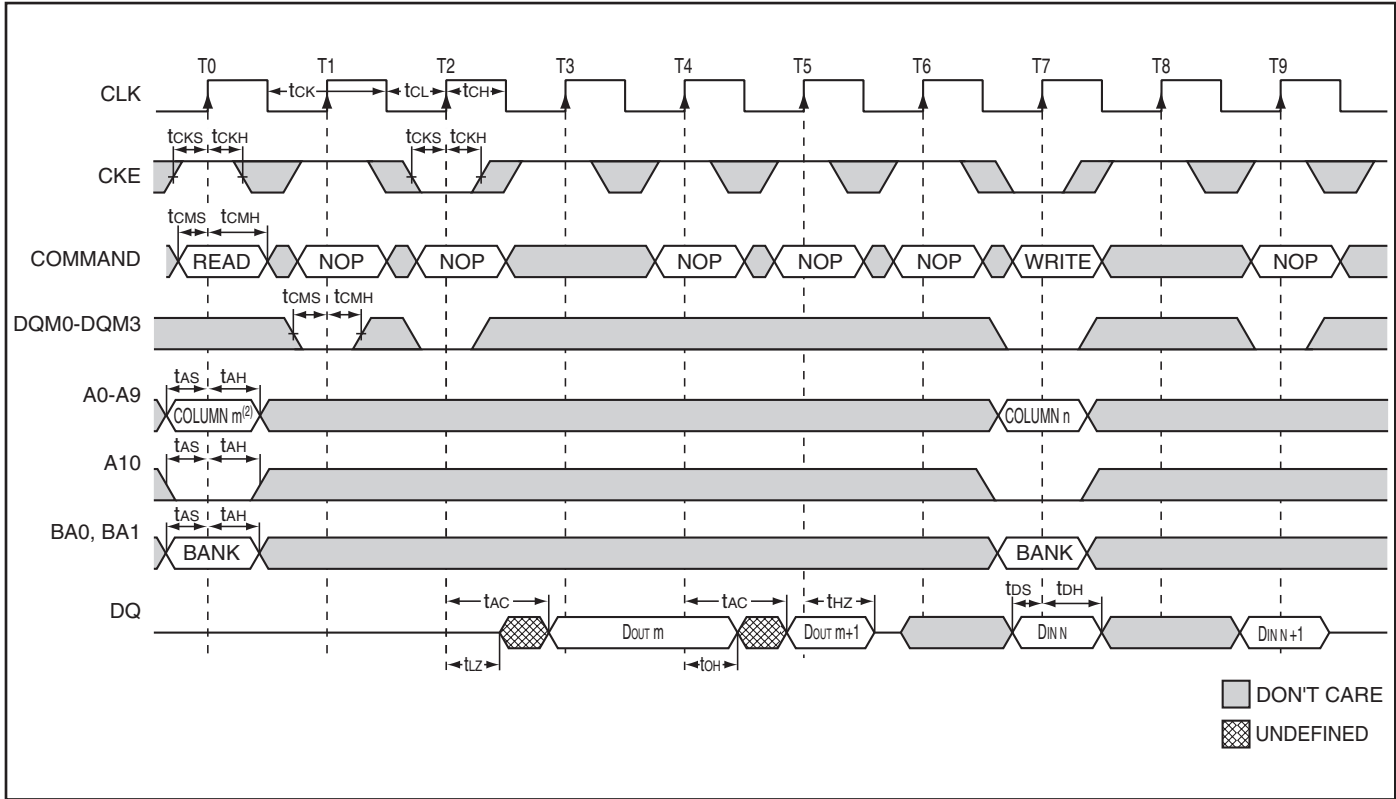 T0 T1 T2 T3 T4 T5 T6 T7 T8 T9
CLK tCK tCL tCH
tCKS tCKH tCKS tCKH
CKE
tCMS tCMH
COMMAND READ NOP NOP NOP NOP NOP WRITE NOP
tCMS tCMH
DQM0-DQM3
tAS tAH
A0-A9 COLUMN m(2) COLUMN n
tAS tAH
A10
tAS tAH
BA0, BA1 BANK BANK
tAC tAC tHZ tDS tDH
DQ DOUT m DOUT m+1 DIN N DIN N+1
tLZ tOH
DON'T CARE
UNDEFINED